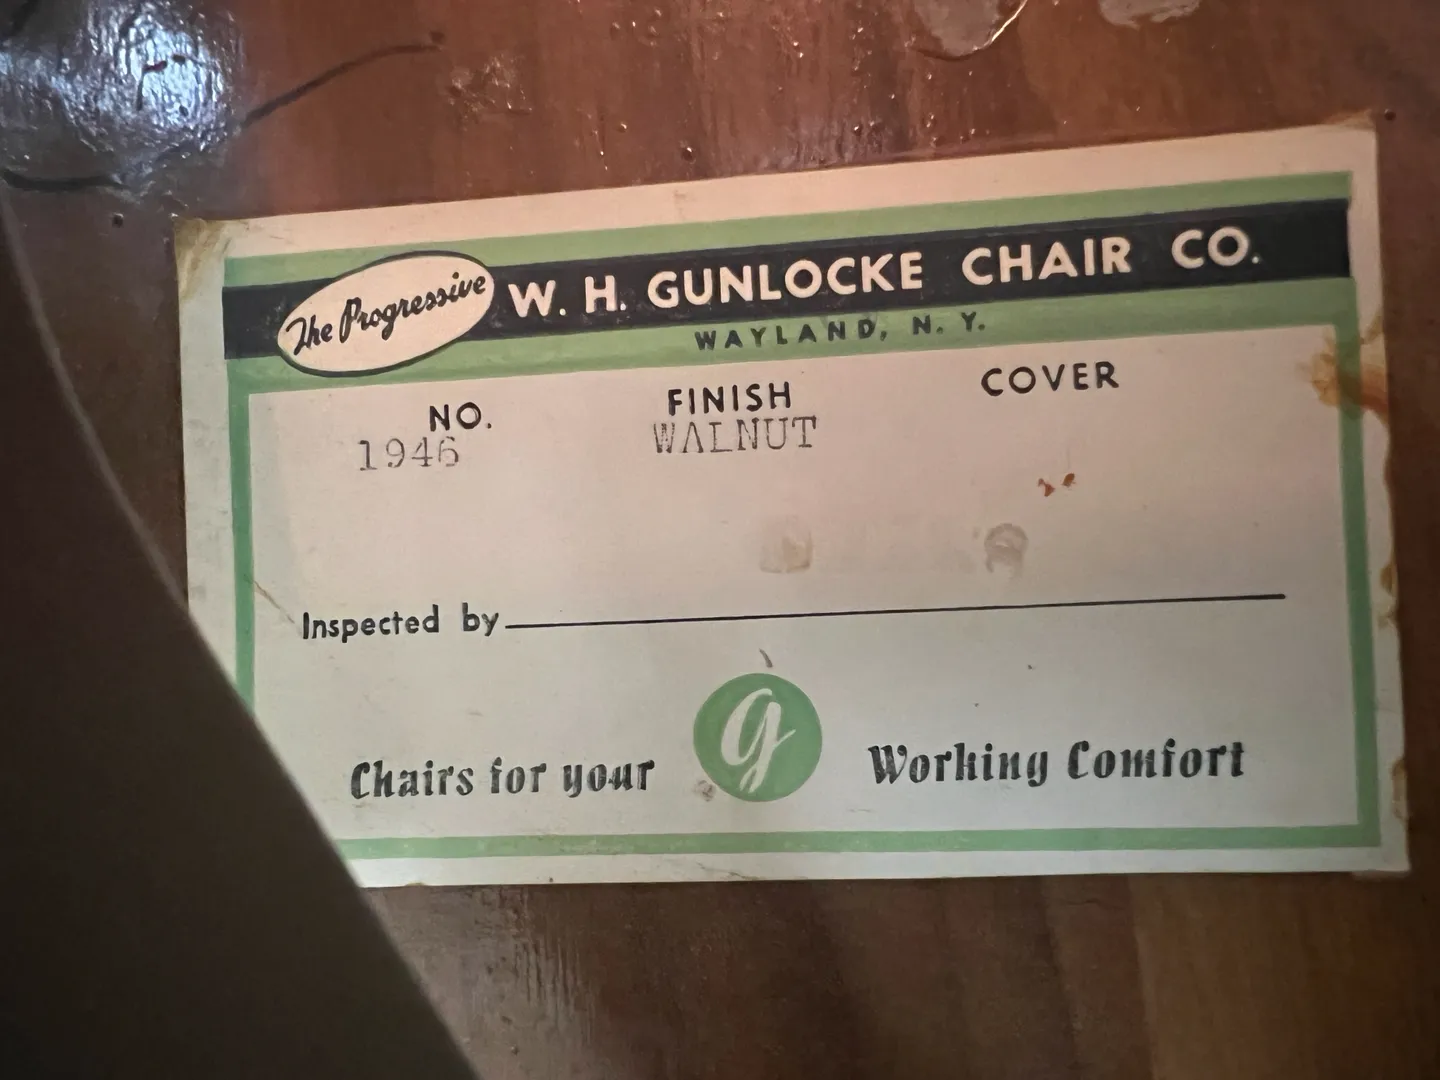 The Progressive W. H. GUNLOCKE CHAIR CO.
WAYLAND, N. Y.
NO. FINISH COVER
1946 WALNUT
Inspected by
g
Chairs for your Working Comfort